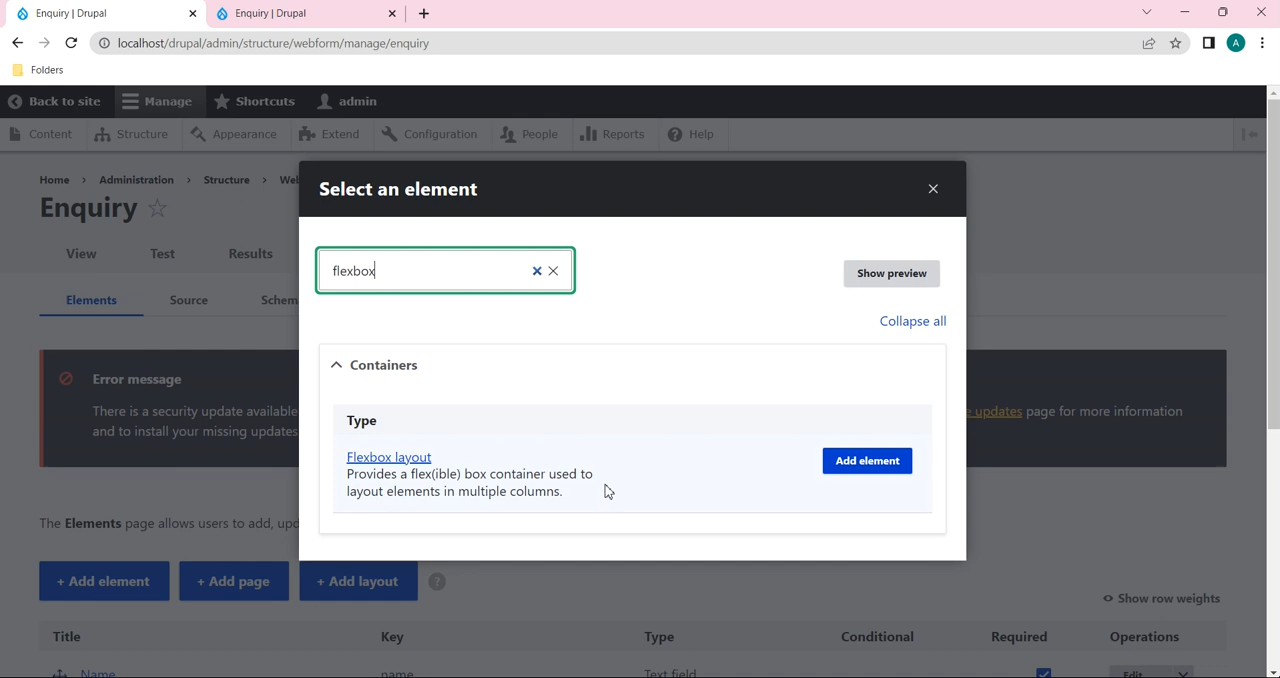 Enquiry | Drupal
Enquiry | Drupal
localhost/drupal/admin/structure/webform/manage/enquiry
A
Folders
Back to site
Manage
Shortcuts
admin
Content
Structure
Appearance
Extend
Configuration
People
Reports
Help
Home > Administration > Structure > Web
Enquiry
View
Test
Results
Elements
Source
Schem
Error message
There is a security update available
and to install your missing updates
e updates page for more information
The Elements page allows users to add, upd
Select an element
flexbox
Show preview
Collapse all
Containers
Type
Flexbox layout
Provides a flex(ible) box container used to
layout elements in multiple columns.
Add element
+ Add element
+ Add page
+ Add layout
?
Show row weights
Title
Key
Type
Conditional
Required
Operations
Name
name
Text field
Edit